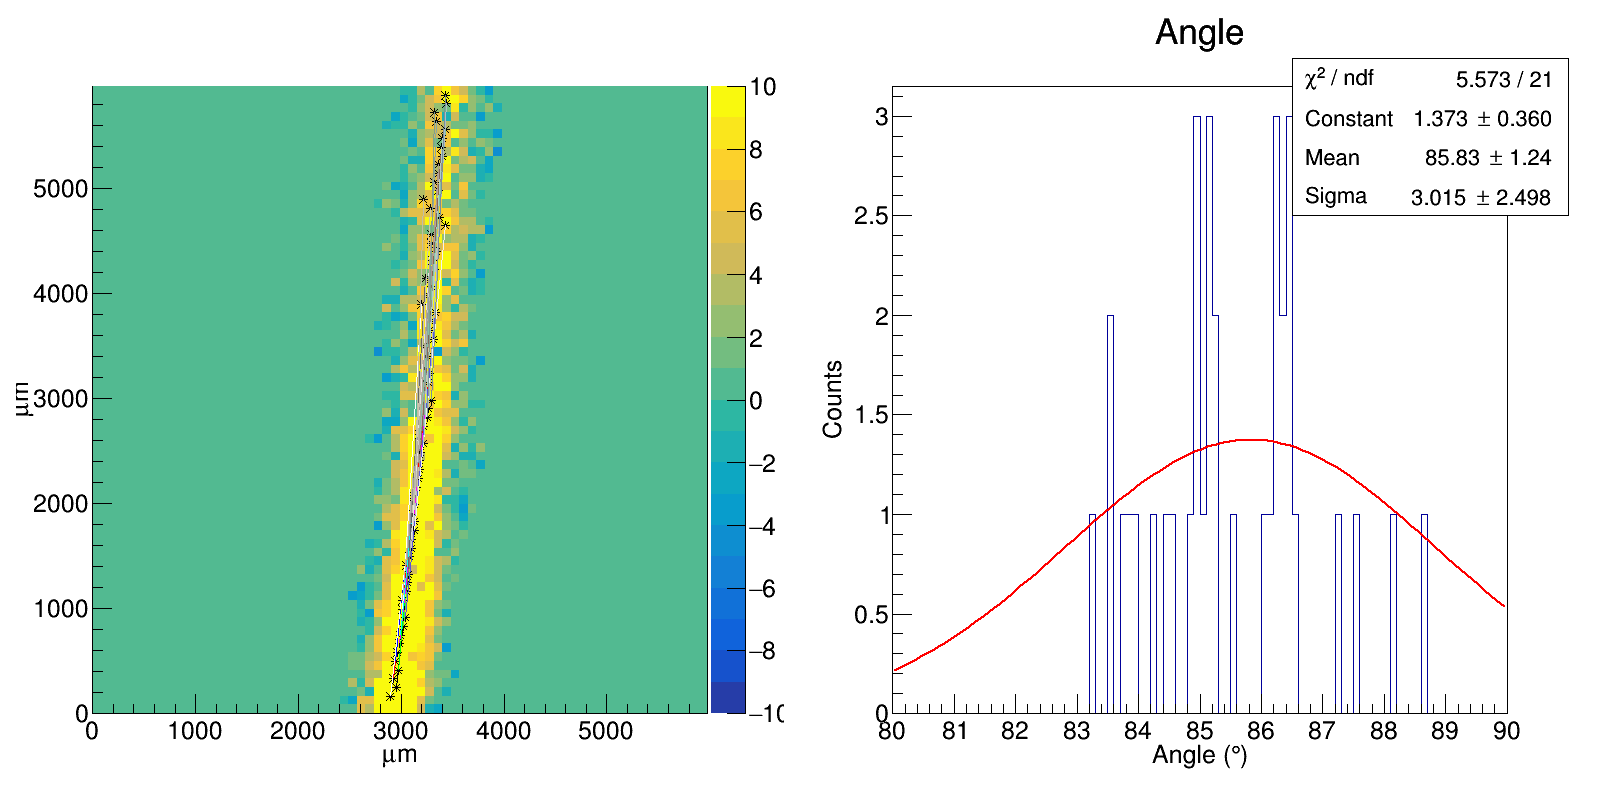 Angle
χ² / ndf 5.573 / 21
Constant 1.373 ± 0.360
Mean 85.83 ± 1.24
Sigma 3.015 ± 2.498
μm
5000
4000
3000
2000
1000
0
0 1000 2000 3000 4000 5000
μm
10
8
6
4
2
0
−2
−4
−6
−8
−10
Counts
3
2.5
2
1.5
1
0.5
0
80 81 82 83 84 85 86 87 88 89 90
Angle (°)